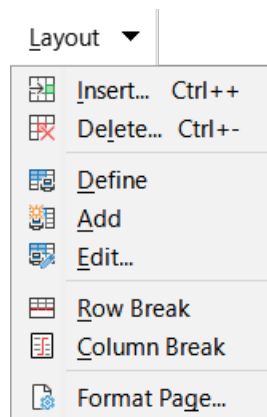 Layout
Insert... Ctrl++
Delete... Ctrl+-
Define
Add
Edit...
Row Break
Column Break
Format Page...